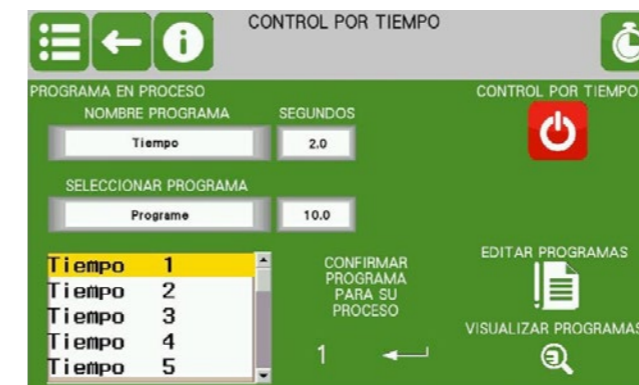 CONTROL POR TIEMPO
PROGRAMA EN PROCESO
NOMBRE PROGRAMA
SEGUNDOS
Tiempo
2.0
CONTROL POR TIEMPO
SELECCIONAR PROGRAMA
Programe
10.0
Tiempo 1
Tiempo 2
Tiempo 3
Tiempo 4
Tiempo 5
CONFIRMAR
PROGRAMA
PARA SU
PROCESO
1
EDITAR PROGRAMAS
VISUALIZAR PROGRAMAS